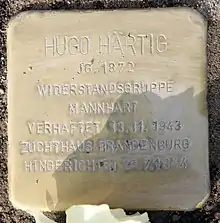 HUGO HÄRTIG
JG. 1872
WIDERSTANDSGRUPPE
MANNHART
VERHAFTET 13.11.1943
ZUCHTHAUS BRANDENBURG
HINGERICHTET